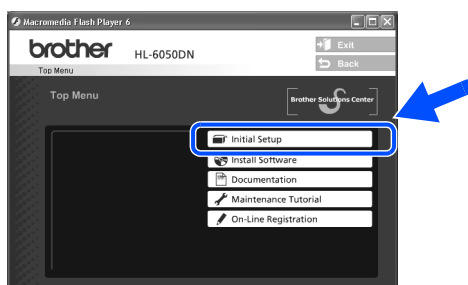 Macromedia Flash Player 6
brother
HL-6050DN
Exit
Back
Top Menu
Top Menu
Brother Solutions Center
Initial Setup
Install Software
Documentation
Maintenance Tutorial
On-Line Registration